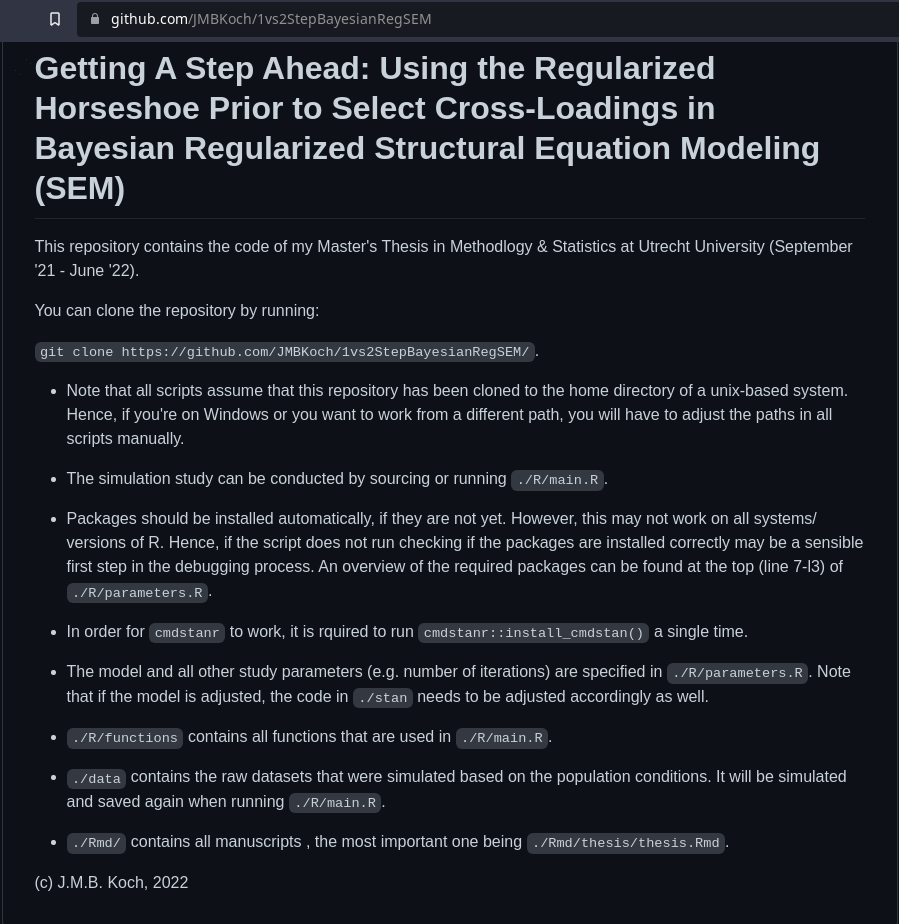 github.com/JMBKoch/1vs2StepBayesianRegSEM
Getting A Step Ahead: Using the Regularized
Horseshoe Prior to Select Cross-Loadings in
Bayesian Regularized Structural Equation Modeling
(SEM)
This repository contains the code of my Master's Thesis in Methodlogy & Statistics at Utrecht University (September
'21 - June '22).
You can clone the repository by running:
git clone https://github.com/JMBKoch/1vs2StepBayesianRegSEM/.
• Note that all scripts assume that this repository has been cloned to the home directory of a unix-based system.
Hence, if you're on Windows or you want to work from a different path, you will have to adjust the paths in all
scripts manually.
• The simulation study can be conducted by sourcing or running ./R/main.R.
• Packages should be installed automatically, if they are not yet. However, this may not work on all systems/
versions of R. Hence, if the script does not run checking if the packages are installed correctly may be a sensible
first step in the debugging process. An overview of the required packages can be found at the top (line 7-l3) of
./R/parameters.R.
• In order for cmdstanr to work, it is rquired to run cmdstanr::install_cmdstan() a single time.
• The model and all other study parameters (e.g. number of iterations) are specified in ./R/parameters.R. Note
that if the model is adjusted, the code in ./stan needs to be adjusted accordingly as well.
• ./R/functions contains all functions that are used in ./R/main.R.
• ./data contains the raw datasets that were simulated based on the population conditions. It will be simulated
and saved again when running ./R/main.R.
• ./Rmd/ contains all manuscripts , the most important one being ./Rmd/thesis/thesis.Rmd.
(c) J.M.B. Koch, 2022